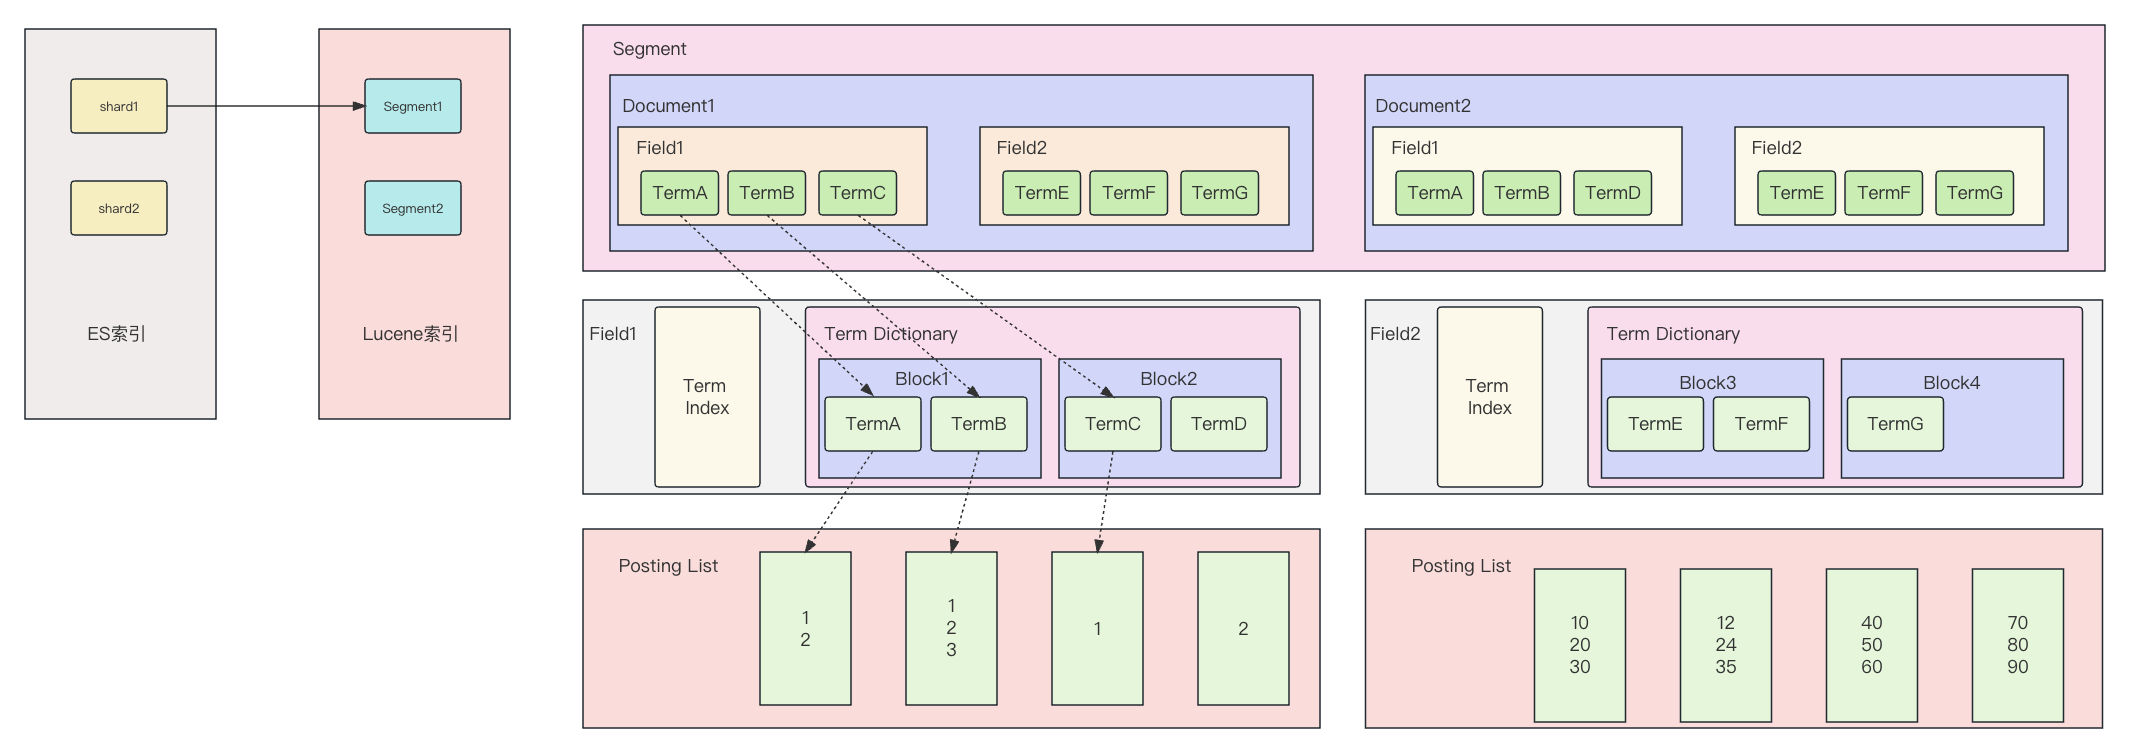 shard1
shard2
ES索引
Segment1
Segment2
Lucene索引
Segment
Document1
Field1
TermA
TermB
TermC
Field2
TermE
TermF
TermG
Document2
Field1
TermA
TermB
TermD
Field2
TermE
TermF
TermG
Field1
Term
Index
Term Dictionary
Block1
TermA
TermB
Block2
TermC
TermD
Field2
Term
Index
Term Dictionary
Block3
TermE
TermF
Block4
TermG
Posting List
1
2
1
2
3
1
2
Posting List
10
20
30
12
24
35
40
50
60
70
80
90